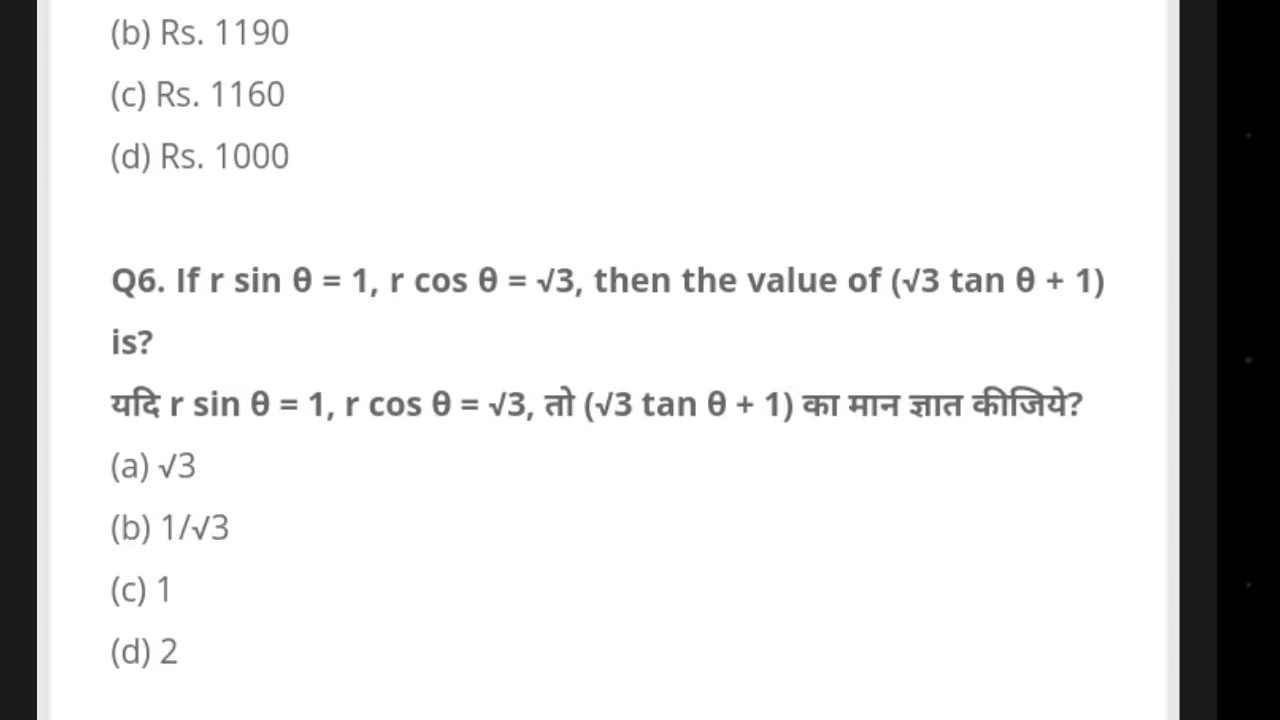 (b) Rs. 1190
(c) Rs. 1160
(d) Rs. 1000
Q6. If r sin θ = 1, r cos θ = √3, then the value of (√3 tan θ + 1)
is?
यदि r sin θ = 1, r cos θ = √3, तो (√3 tan θ + 1) का मान ज्ञात कीजिये?
(a) √3
(b) 1/√3
(c) 1
(d) 2